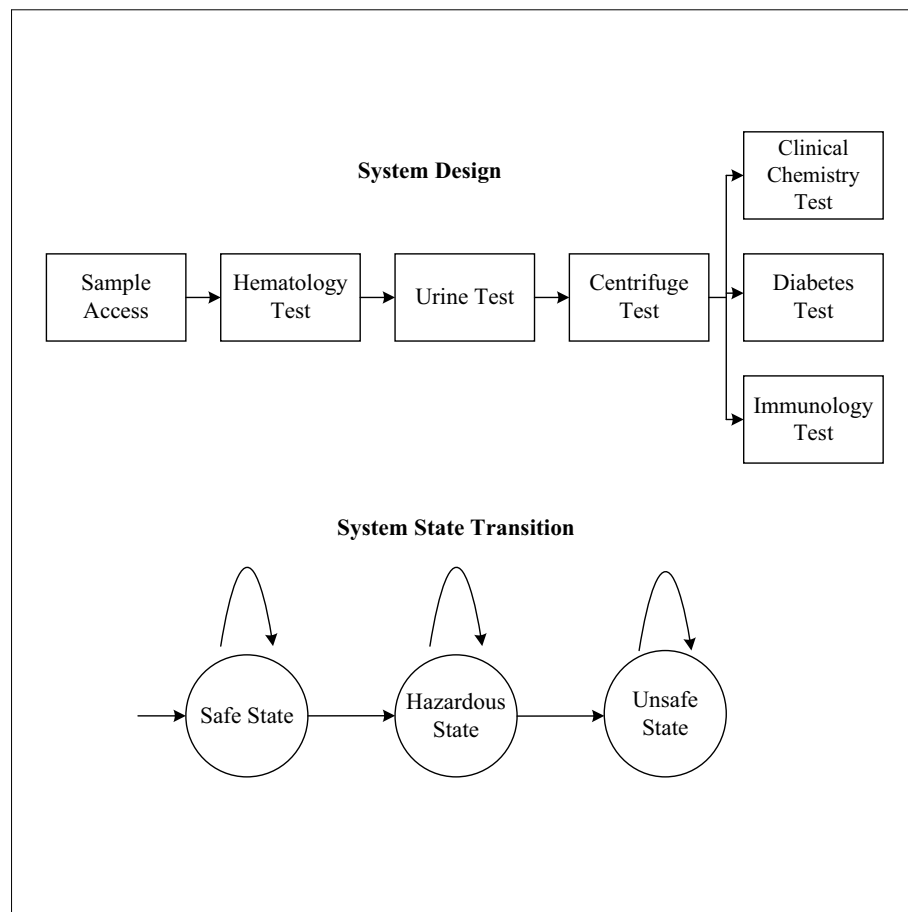 System Design
Clinical
Chemistry
Test
Sample
Access
Hematology
Test
Urine Test
Centrifuge
Test
Diabetes
Test
Immunology
Test
System State Transition
Safe State
Hazardous
State
Unsafe
State